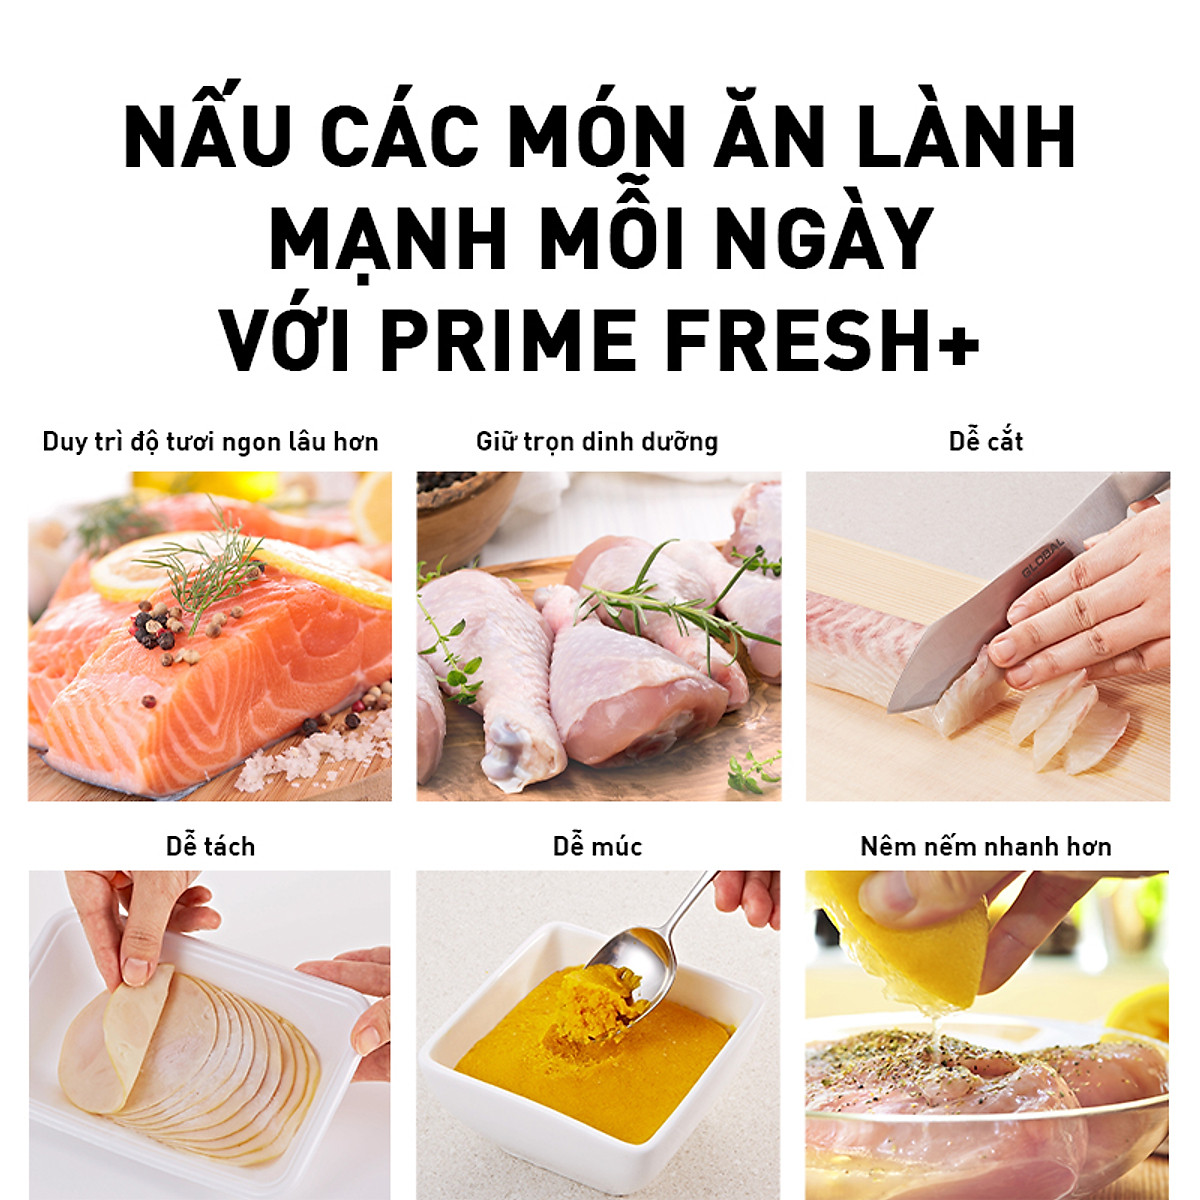 NẤU CÁC MÓN ĂN LÀNH
MẠNH MỖI NGÀY
VỚI PRIME FRESH+
Duy trì độ tươi ngon lâu hơn
Giữ trọn dinh dưỡng
Dễ cắt
GLOBAL
Dễ tách
Dễ múc
Nêm nếm nhanh hơn